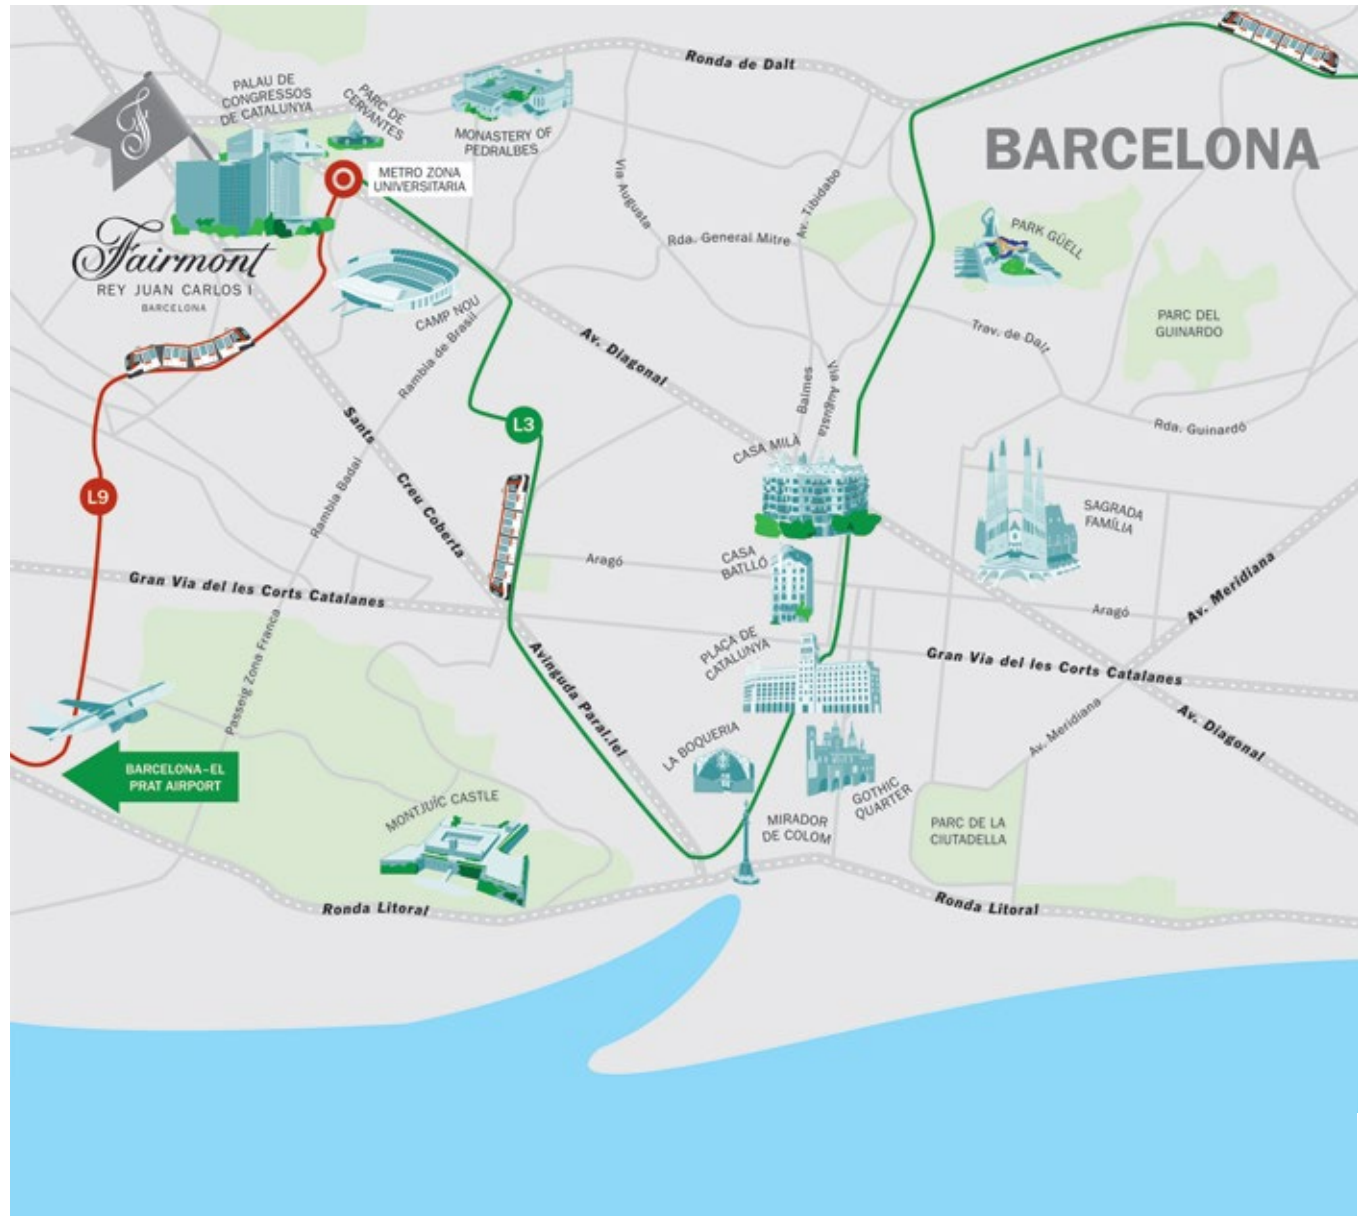 Ronda de Dalt
PALAU DE
CONGRESSOS
DE CATALUNYA
PARC DE
CERVANTES
MONASTERY OF
PEDRALBES
BARCELONA
F
METRO ZONA
UNIVERSITARIA
Via Augusta
Av. Tibidabo
Rda. General Mitre
PARK GÜELL
Fairmont
REY JUAN CARLOS I
BARCELONA
CAMP NOU
Rambla de Brasil
Av. Diagonal
Trav. de Dalt
PARC DEL
GUINARDO
Balmes
Via Augusta
Rda. Guinardó
L3
Sants
Creu Coberta
CASA MILÀ
Rambla Badal
L9
SAGRADA
FAMÍLIA
Aragó
CASA
BATLLÓ
Gran Via del les Corts Catalanes
Aragó
Av. Meridiana
Passeig Zona Franca
Avinguda Paral.lel
PLAÇA DE
CATALUNYA
Gran Via del les Corts Catalanes
Av. Meridiana
Av. Diagonal
LA BOQUERIA
BARCELONA–EL
PRAT AIRPORT
GOTHIC
QUARTER
MONTJUÏC CASTLE
MIRADOR
DE COLOM
PARC DE LA
CIUTADELLA
Ronda Litoral
Ronda Litoral